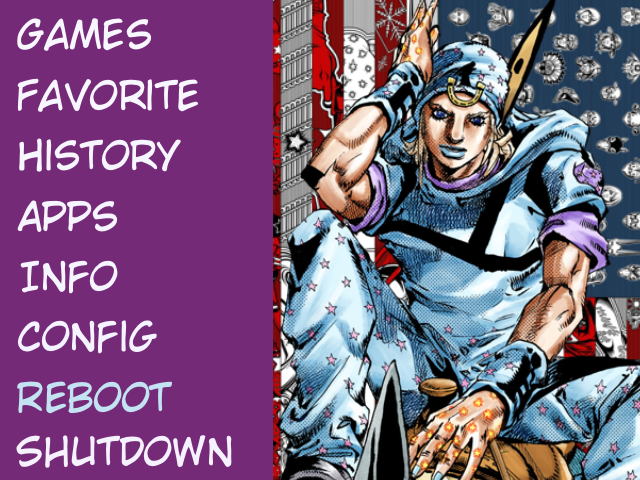 GAMES
FAVORITE
HISTORY
APPS
INFO
CONFIG
REBOOT
SHUTDOWN